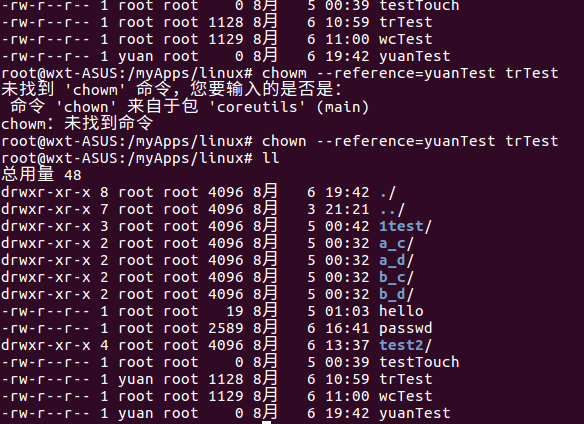 -rw-r--r-- 1 root root    0 8月   5 00:39 testTouch
-rw-r--r-- 1 root root 1128 8月   6 10:59 trTest
-rw-r--r-- 1 root root 1129 8月   6 11:00 wcTest
-rw-r--r-- 1 yuan root    0 8月   6 19:42 yuanTest
root@wxt-ASUS:/myApps/linux# chowm --reference=yuanTest trTest
未找到 'chowm' 命令，您要输入的是否是：
 命令 'chown' 来自于包 'coreutils' (main)
chowm：未找到命令
root@wxt-ASUS:/myApps/linux# chown --reference=yuanTest trTest
root@wxt-ASUS:/myApps/linux# ll
总用量 48
drwxr-xr-x 8 root root 4096 8月   6 19:42 ./
drwxr-xr-x 7 root root 4096 8月   3 21:21 ../
drwxr-xr-x 3 root root 4096 8月   5 00:42 1test/
drwxr-xr-x 2 root root 4096 8月   5 00:32 a_c/
drwxr-xr-x 2 root root 4096 8月   5 00:32 a_d/
drwxr-xr-x 2 root root 4096 8月   5 00:32 b_c/
drwxr-xr-x 2 root root 4096 8月   5 00:32 b_d/
-rw-r--r-- 1 root root   19 8月   5 01:03 hello
-rw-r--r-- 1 root root 2589 8月   6 16:41 passwd
drwxr-xr-x 4 root root 4096 8月   6 13:37 test2/
-rw-r--r-- 1 root root    0 8月   5 00:39 testTouch
-rw-r--r-- 1 yuan root 1128 8月   6 10:59 trTest
-rw-r--r-- 1 root root 1129 8月   6 11:00 wcTest
-rw-r--r-- 1 yuan root    0 8月   6 19:42 yuanTest